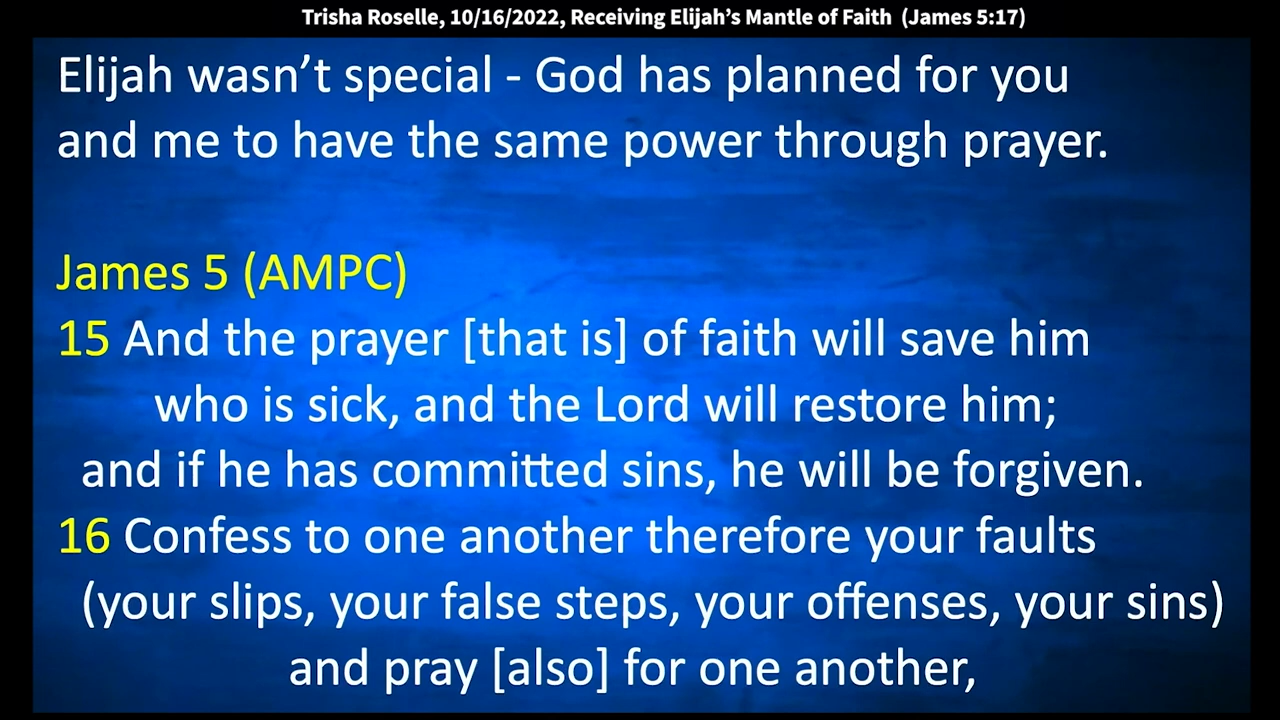 Trisha Roselle, 10/16/2022, Receiving Elijah’s Mantle of Faith (James 5:17)
Elijah wasn’t special - God has planned for you
and me to have the same power through prayer.
James 5 (AMPC)
15 And the prayer [that is] of faith will save him
who is sick, and the Lord will restore him;
and if he has committed sins, he will be forgiven.
16 Confess to one another therefore your faults
(your slips, your false steps, your offenses, your sins)
and pray [also] for one another,